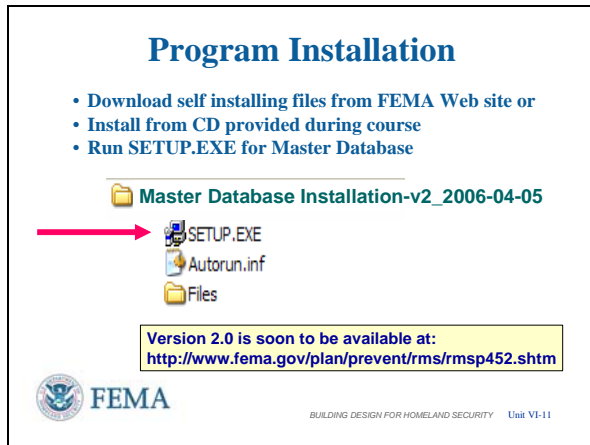 Program Installation
• Download self installing files from FEMA Web site or
• Install from CD provided during course
• Run SETUP.EXE for Master Database
Master Database Installation-v2_2006-04-05
SETUP.EXE
Autorun.inf
Files
Version 2.0 is soon to be available at:
http://www.fema.gov/plan/prevent/rms/rmsp452.shtm
FEMA
BUILDING DESIGN FOR HOMELAND SECURITY Unit VI-11